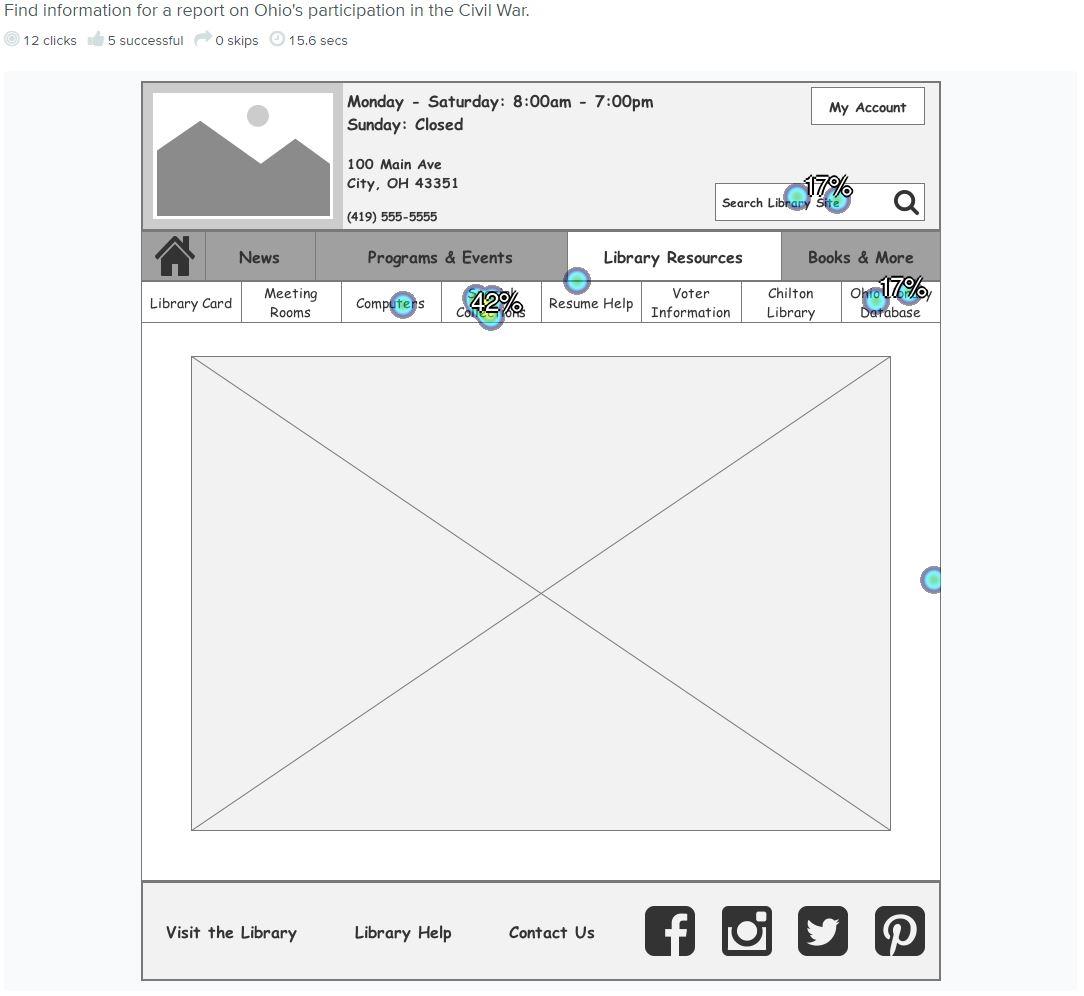 Find information for a report on Ohio's participation in the Civil War.
12 clicks 5 successful 0 skips 15.6 secs
Monday - Saturday: 8:00am - 7:00pm
Sunday: Closed
My Account
100 Main Ave
City, OH 43351
17%
Search Library Site
(419) 555-5555
News Programs & Events Library Resources Books & More
Library Card
Meeting
Rooms
Computers
42%
Resume Help
Voter
Information
Chilton
Library
17%
Ohio
Database
Visit the Library Library Help Contact Us